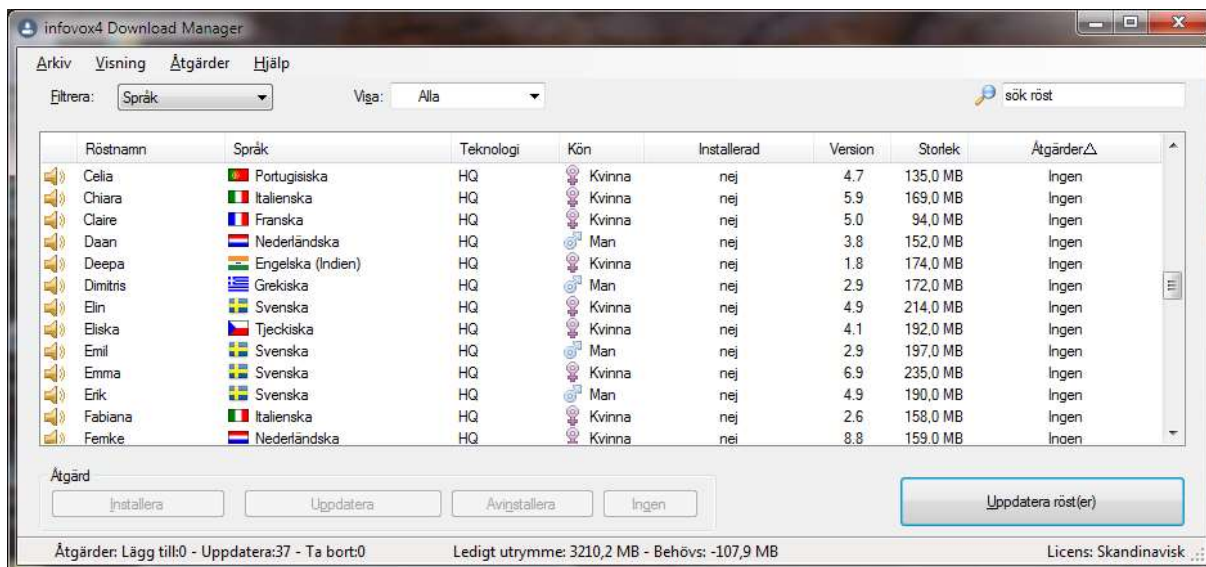 infovox4 Download Manager
Arkiv Visning Åtgärder Hjälp
Filtrera: Språk Visa: Alla sök röst
Röstnamn Språk Teknologi Kön Installerad Version Storlek Åtgärder
Celia Portugisiska HQ Kvinna nej 4.7 135,0 MB Ingen
Chiara Italienska HQ Kvinna nej 5.9 169,0 MB Ingen
Claire Franska HQ Kvinna nej 5.0 94,0 MB Ingen
Daan Nederländska HQ Man nej 3.8 152,0 MB Ingen
Deepa Engelska (Indien) HQ Kvinna nej 1.8 174,0 MB Ingen
Dimitris Grekiska HQ Man nej 2.9 172,0 MB Ingen
Elin Svenska HQ Kvinna nej 4.9 214,0 MB Ingen
Eliska Tjeckiska HQ Kvinna nej 4.1 192,0 MB Ingen
Emil Svenska HQ Man nej 2.9 197,0 MB Ingen
Emma Svenska HQ Kvinna nej 6.9 235,0 MB Ingen
Erik Svenska HQ Man nej 4.9 190,0 MB Ingen
Fabiana Italienska HQ Kvinna nej 2.6 158,0 MB Ingen
Femke Nederländska HQ Kvinna nej 8.8 159,0 MB Ingen
Åtgärd
Installera Uppdatera Avinstallera Ingen Uppdatera röst(er)
Åtgärder: Lägg till:0 - Uppdatera:37 - Ta bort:0 Ledigt utrymme: 3210,2 MB - Behövs: -107,9 MB Licens: Skandinavisk